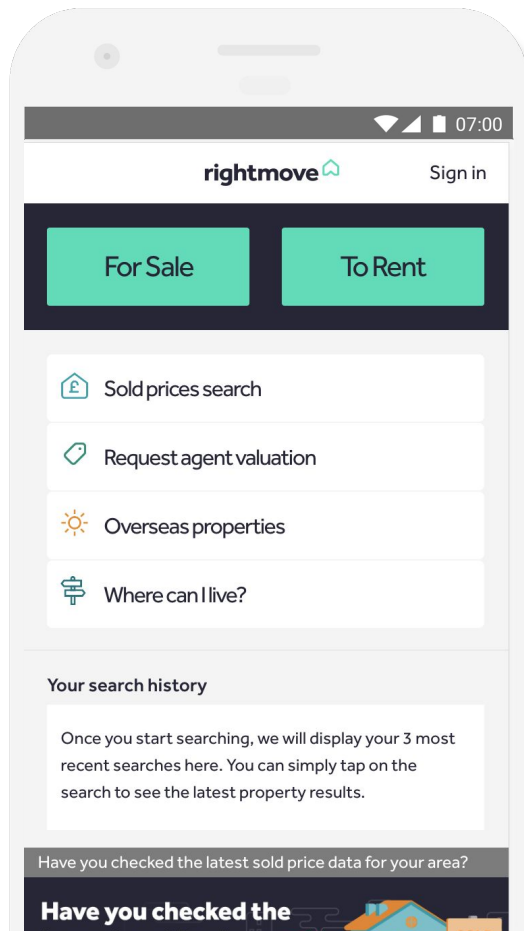 07:00
rightmove
Sign in
For Sale
To Rent
£
Sold prices search
Request agent valuation
Overseas properties
Where can I live?
Your search history
Once you start searching, we will display your 3 most
recent searches here. You can simply tap on the
search to see the latest property results.
Have you checked the latest sold price data for your area?
Have you checked the